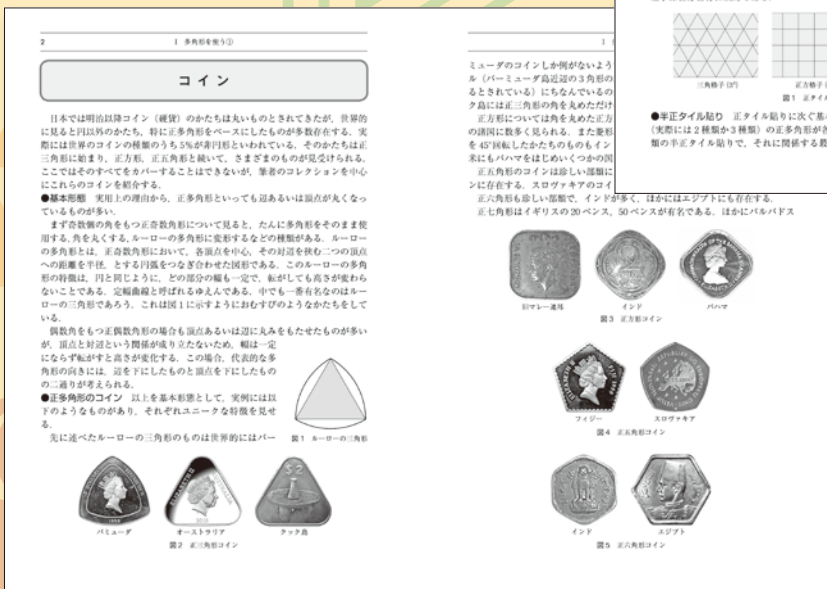 2
I 多角形を使う①
コイン
日本では明治以降コイン（硬貨）のかたちは丸いものとされてきたが，世界的
に見ると円以外のかたち，特に正多角形をベースにしたものが多数存在する．実
際には世界のコインの種類のうち5%が非円形といわれている．そのかたちは正
三角形に始まり，正方形，正五角形と続いて，さまざまのものが見受けられる．
ここではそのすべてをカバーすることはできないが，筆者のコレクションを中心
にこれらのコインを紹介する．
●基本形態　実用上の理由から，正多角形といっても辺あるいは頂点が丸くなっ
ているものが多い．
まず奇数個の角をもつ正奇数角形について見ると，たんに多角形をそのまま使
用する，角を丸くする，ルーローの多角形に変形するなどの種類がある．ルーロー
の多角形とは，正奇数角形において，各頂点を中心，その対辺を挟む二つの頂点
への距離を半径，とする円弧をつなぎ合わせた図形である．このルーローの多角
形の特徴は，円と同じように，どの部分の幅も一定で，転がしても高さが変わら
ないことである．定幅曲線と呼ばれるゆえんである．中でも一番有名なのはルー
ローの三角形であろう．これは図1に示すようにおむすびのようなかたちをして
いる．
偶数角をもつ正偶数角形の場合も頂点あるいは辺に丸みをもたせたものが多い
が，頂点と対辺という関係が成り立たないため，幅は一定
にならず転がすと高さが変化する．この場合，代表的な多
角形の向きには，辺を下にしたものと頂点を下にしたもの
の二通りが考えられる．
●正多角形のコイン　以上を基本形態として，実例には以
下のようなものがあり，それぞれユニークな特徴を見せ
る．
先に述べたルーローの三角形のものは世界的にはバー
図1 ルーローの三角形
バミューダ
オーストラリア
クック島
図2 正三角形コイン
ミューダのコインしか例がないよう
ル（バーミューダ島近辺の3角形の
るとされている）にちなんでいるの
ク島には正三角形の角を丸めただけ
正方形については角を丸めた正方
の諸国に数多く見られる．また菱形
を45°回転したかたちのものもイン
米にもバハマをはじめいくつかの国
正五角形のコインは珍しい部類に
ンに存在する．スロヴァキアのコイ
正六角形も珍しい部類で，インドが多く，ほかにはエジプトにも存在する．
正七角形はイギリスの20ペンス，50ペンスが有名である．ほかにバルバドス
旧マレー連邦
インド
バハマ
図3 正方形コイン
フィジー
スロヴァキア
図4 正五角形コイン
インド
エジプト
図5 正六角形コイン
三角格子 (3⁶)
正方格子
図1 正タイル
●半正タイル貼り　正タイル貼りに次ぐ基
（実際には2種類か3種類）の正多角形が各
類の半正タイル貼りで，それに関係する最